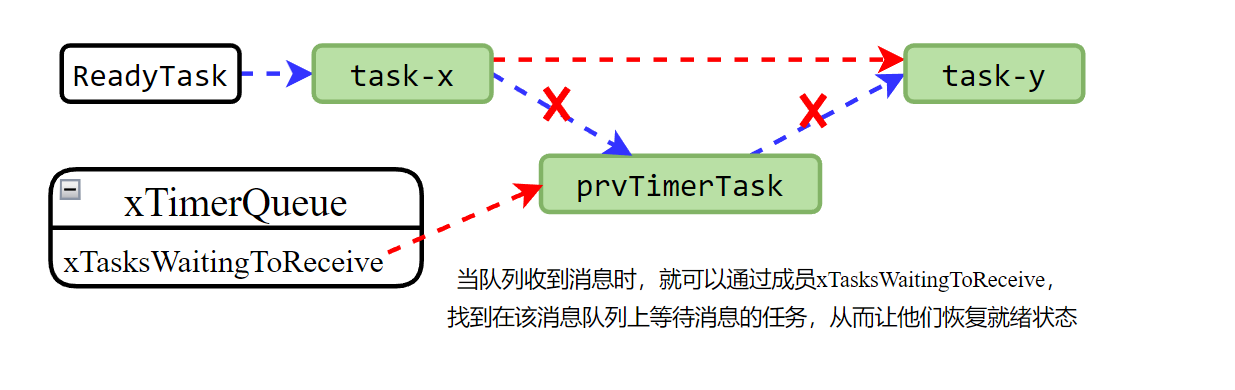 ReadyTask
task-x
task-y
prvTimerTask
xTimerQueue
xTasksWaitingToReceive
当队列收到消息时，就可以通过成员xTasksWaitingToReceive，
找到在该消息队列上等待消息的任务，从而让他们恢复就绪状态